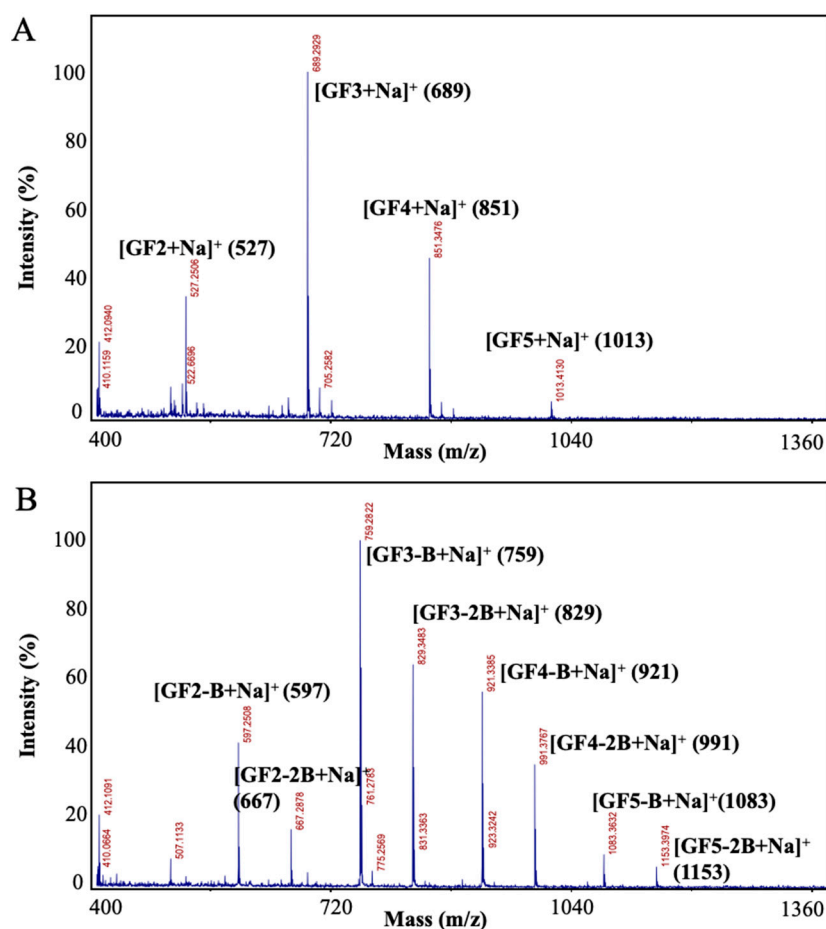 A
Intensity (%)
100
80
60
40
20
0
689.2929
[GF3+Na]⁺ (689)
[GF4+Na]⁺ (851)
851.3476
[GF2+Na]⁺ (527)
527.2506
522.6696
412.0940
410.1159
705.2582
[GF5+Na]⁺ (1013)
1013.4130
400
720
1040
1360
Mass (m/z)
B
Intensity (%)
100
80
60
40
20
0
759.2822
[GF3-B+Na]⁺ (759)
[GF3-2B+Na]⁺ (829)
829.3483
921.3385
[GF4-B+Na]⁺ (921)
[GF2-B+Na]⁺ (597)
597.2508
[GF4-2B+Na]⁺ (991)
991.3767
[GF2-2B+Na]⁺
(667)
667.2878
761.2783
775.2569
831.3363
923.3242
[GF5-B+Na]⁺(1083)
1083.3632
[GF5-2B+Na]⁺
(1153)
1153.3974
412.1091
410.0664
507.1133
400
720
1040
1360
Mass (m/z)